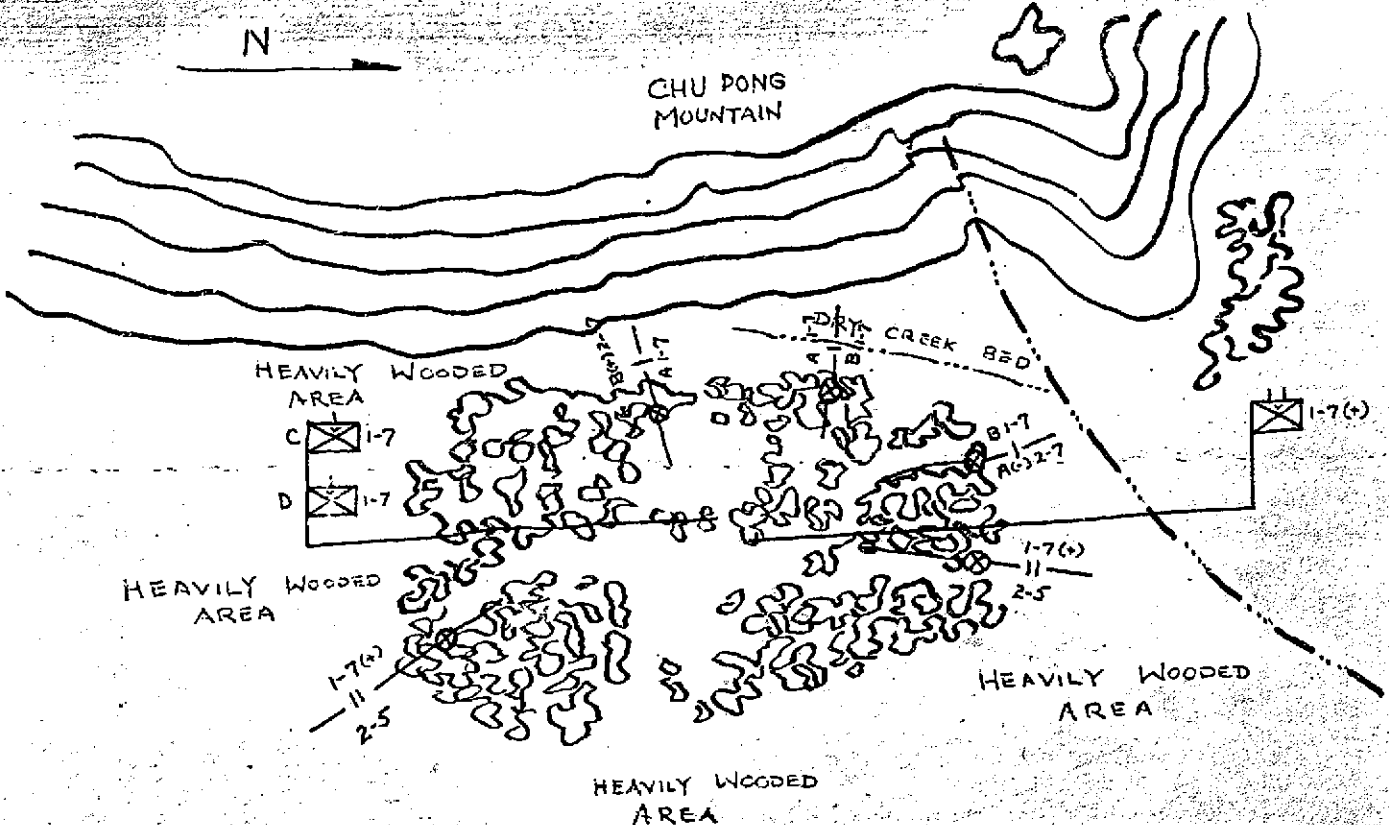 N
CHU PONG
MOUNTAIN
DRY CREEK BED
HEAVILY WOODED
AREA
A 1-7
A
B
C
1-7
1-7(+)
B 1-7
A(-) 2-7
D
1-7
1-7(+)
2-5
HEAVILY WOODED
AREA
1-7(+)
2-5
HEAVILY WOODED
AREA
HEAVILY WOODED
AREA